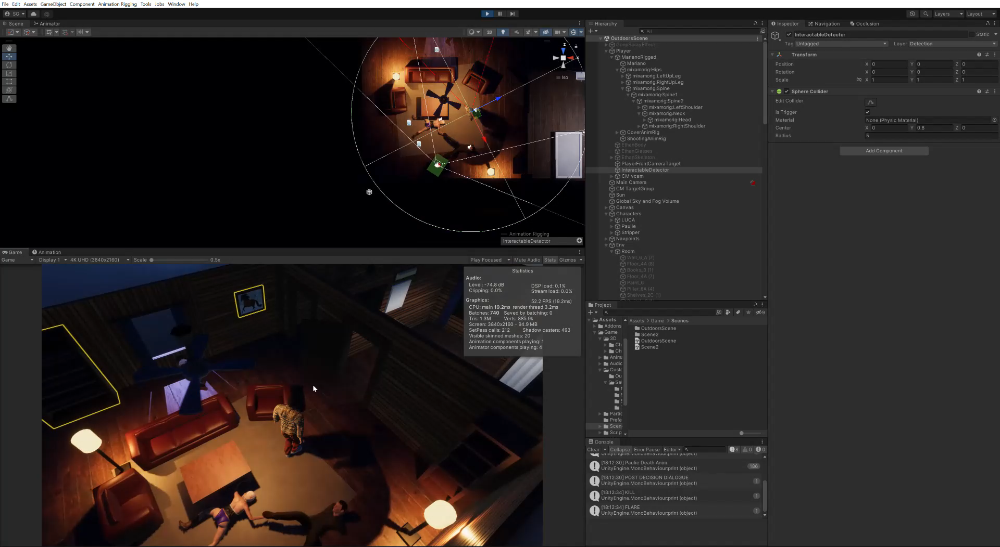 File Edit Assets GameObject Component Animation Rigging Tools Jobs Window Help
SG
Layers
Layout
Scene
Animator
2D
z
Iso
Animation Rigging
InteractableDetector
Game
Animation
Game
Display 1
4K UHD (3840x2160)
Scale
0.5x
Play Focused
Mute Audio
Stats
Gizmos
Statistics
Audio:
Level: -74.8 dB
DSP load: 0.1%
Clipping: 0.0%
Stream load: 0.0%
Graphics:
52.2 FPS (19.2ms)
CPU: main 19.2ms render thread 3.2ms
Batches: 740 Saved by batching: 0
Tris: 1.3M Verts: 885.9k
Screen: 3840x2160 - 94.9 MB
SetPass calls: 212 Shadow casters: 493
Visible skinned meshes: 20
Animation components playing: 1
Animator components playing: 4
Hierarchy
All
OutdoorsScene
GoopSprayEffect
Player
MarianoRigged
Mariano
mixamorig:Hips
mixamorig:LeftUpLeg
mixamorig:RightUpLeg
mixamorig:Spine
mixamorig:Spine1
mixamorig:Spine2
mixamorig:LeftShoulder
mixamorig:Neck
mixamorig:Head
mixamorig:RightShoulder
CoverAnimRig
ShootingAnimRig
EthanBody
EthanGlasses
EthanSkeleton
PlayerFrontCameraTarget
InteractableDetector
CM vcam
Main Camera
CM TargetGroup
Sun
Global Sky and Fog Volume
Canvas
Characters
LUCA
Paulie
Stripper
Navpoints
Env
Room
Wall_6_A (7)
Floor_4A (8)
Books_3 (1)
Floor_4A (7)
Paint_6
Pillar_6A (4)
Shelves_2C (1)
Project
9
Assets
Addons
Game
3D
Ch
Ch
Anima
Audio
Custo
Ou
Se
Partic
Prefa
Scen
Scrip
Assets > Game > Scenes
OutdoorsScene
Scene2
OutdoorsScene
Scene2
Console
Clear
Collapse
Error Pause
Editor
8
0
0
UnityEngine.MonoBehaviour:print (object)
[18:12:30] Paulie Death Anim
UnityEngine.MonoBehaviour:print (object)
186
[18:12:30] POST DECISION DIALOGUE
UnityEngine.MonoBehaviour:print (object)
1
[18:12:34] KILL
UnityEngine.MonoBehaviour:print (object)
1
[18:12:34] FLARE
UnityEngine.MonoBehaviour:print (object)
1
Inspector
Navigation
Occlusion
InteractableDetector
Static
Tag Untagged
Layer Detection
Transform
Position X 0 Y 0 Z 0
Rotation X 0 Y 0 Z 0
Scale X 1 Y 1 Z 1
Sphere Collider
Edit Collider
Is Trigger
Material None (Physic Material)
Center X 0 Y 0.8 Z 0
Radius 5
Add Component